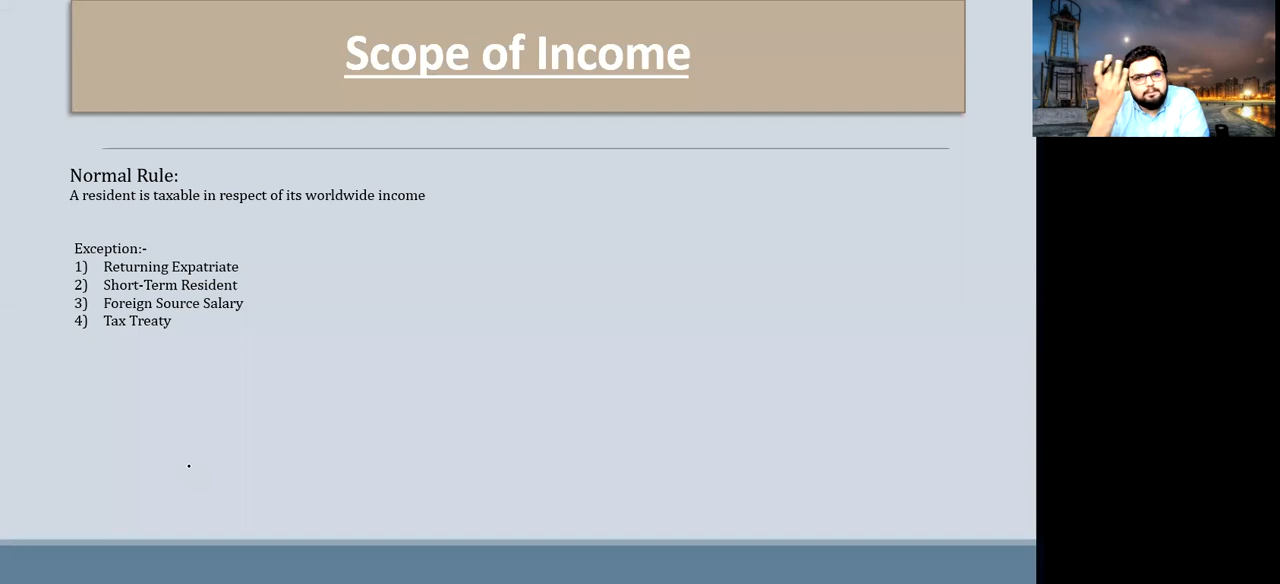 Scope of Income
Normal Rule:
A resident is taxable in respect of its worldwide income
Exception:-
1) Returning Expatriate
2) Short-Term Resident
3) Foreign Source Salary
4) Tax Treaty